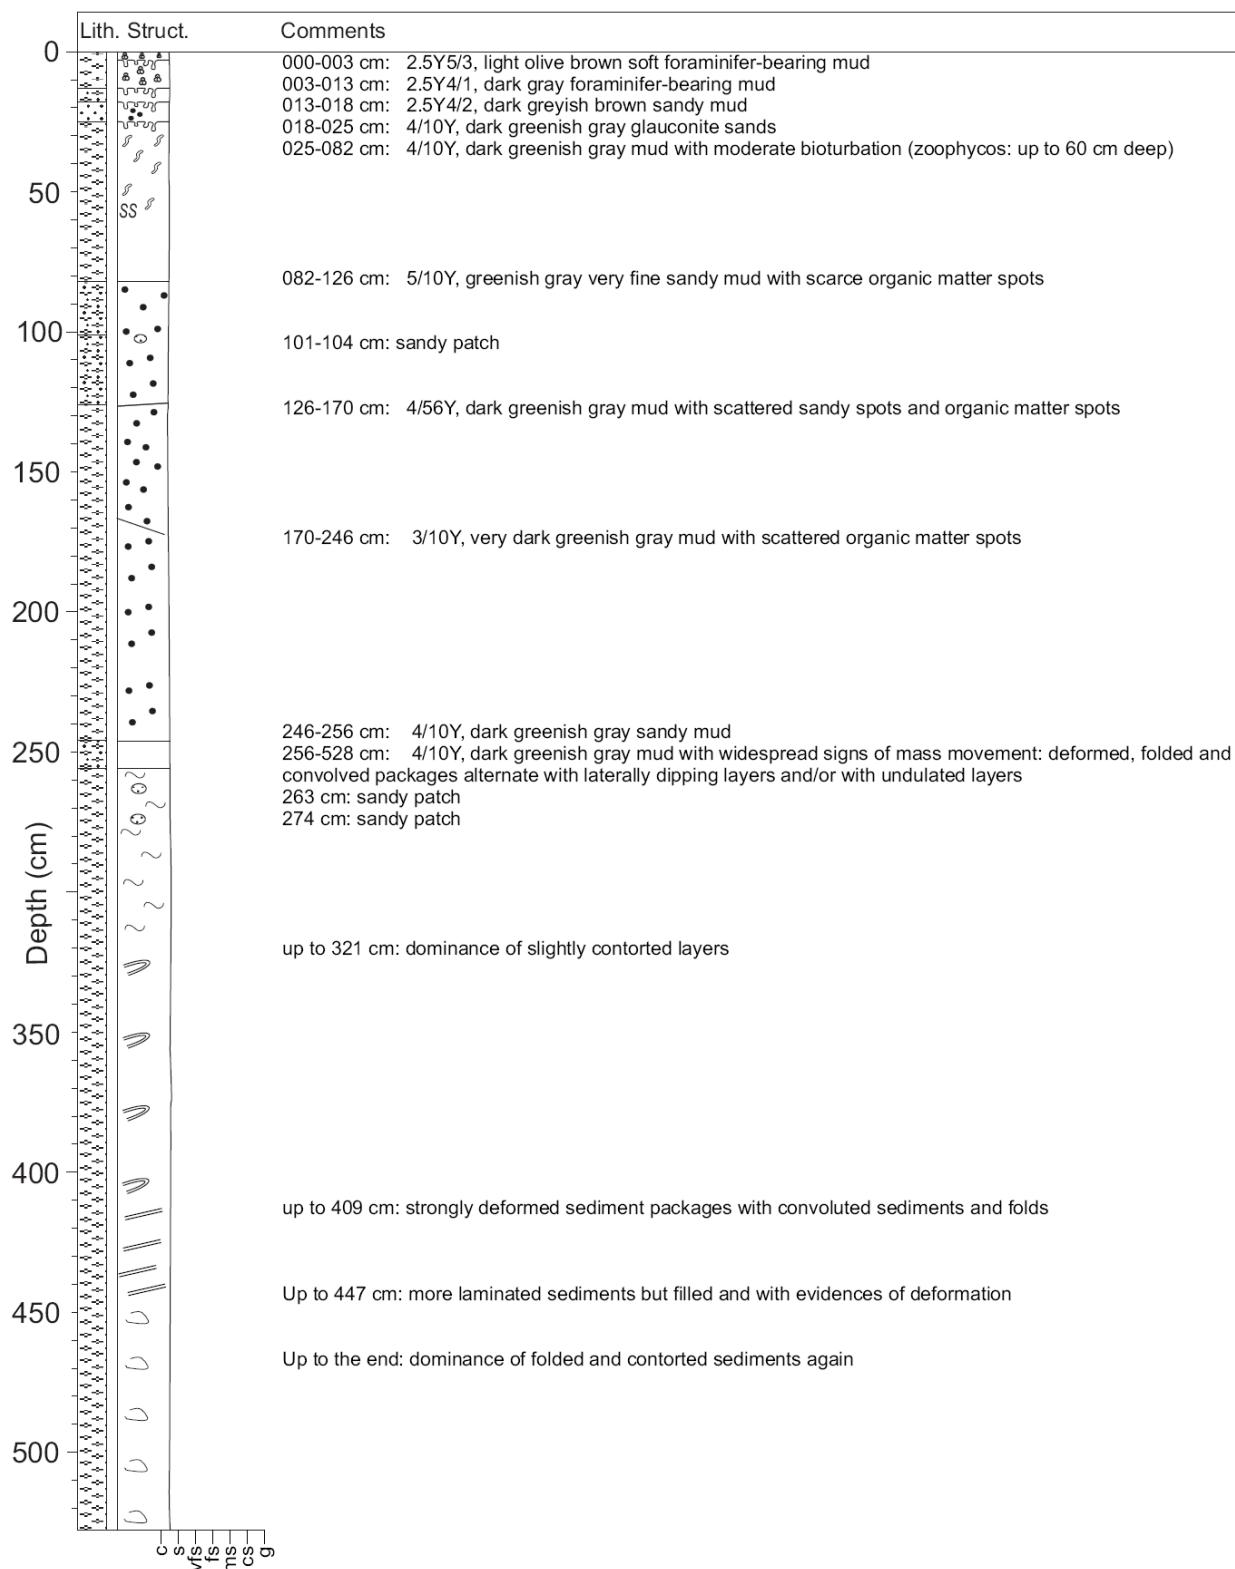 Lith. Struct. Comments
0
000-003 cm: 2.5Y5/3, light olive brown soft foraminifer-bearing mud
003-013 cm: 2.5Y4/1, dark gray foraminifer-bearing mud
013-018 cm: 2.5Y4/2, dark greyish brown sandy mud
018-025 cm: 4/10Y, dark greenish gray glauconite sands
025-082 cm: 4/10Y, dark greenish gray mud with moderate bioturbation (zoophycos: up to 60 cm deep)
50
SS
082-126 cm: 5/10Y, greenish gray very fine sandy mud with scarce organic matter spots
100
101-104 cm: sandy patch
126-170 cm: 4/56Y, dark greenish gray mud with scattered sandy spots and organic matter spots
150
170-246 cm: 3/10Y, very dark greenish gray mud with scattered organic matter spots
200
246-256 cm: 4/10Y, dark greenish gray sandy mud
250
256-528 cm: 4/10Y, dark greenish gray mud with widespread signs of mass movement: deformed, folded and
convolved packages alternate with laterally dipping layers and/or with undulated layers
263 cm: sandy patch
274 cm: sandy patch
Depth (cm)
up to 321 cm: dominance of slightly contorted layers
350
400
up to 409 cm: strongly deformed sediment packages with convoluted sediments and folds
Up to 447 cm: more laminated sediments but filled and with evidences of deformation
450
Up to the end: dominance of folded and contorted sediments again
500
c s vfs fs ms cs g